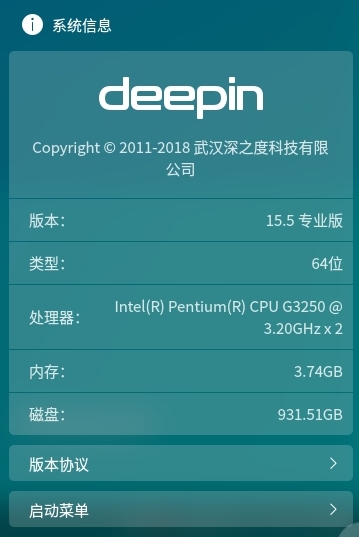 系统信息
deepin
Copyright © 2011-2018 武汉深之度科技有限
公司
版本： 15.5 专业版
类型： 64位
处理器： Intel(R) Pentium(R) CPU G3250 @
3.20GHz x 2
内存： 3.74GB
磁盘： 931.51GB
版本协议
启动菜单